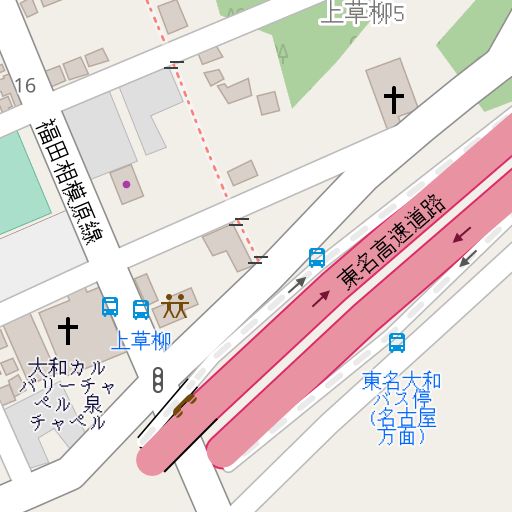 上草柳5
16
福田相模原線
東名高速道路
上草柳
大和カル
バリーチャ
ペル 泉
チャペル
東名大和
バス停
(名古屋
方面)